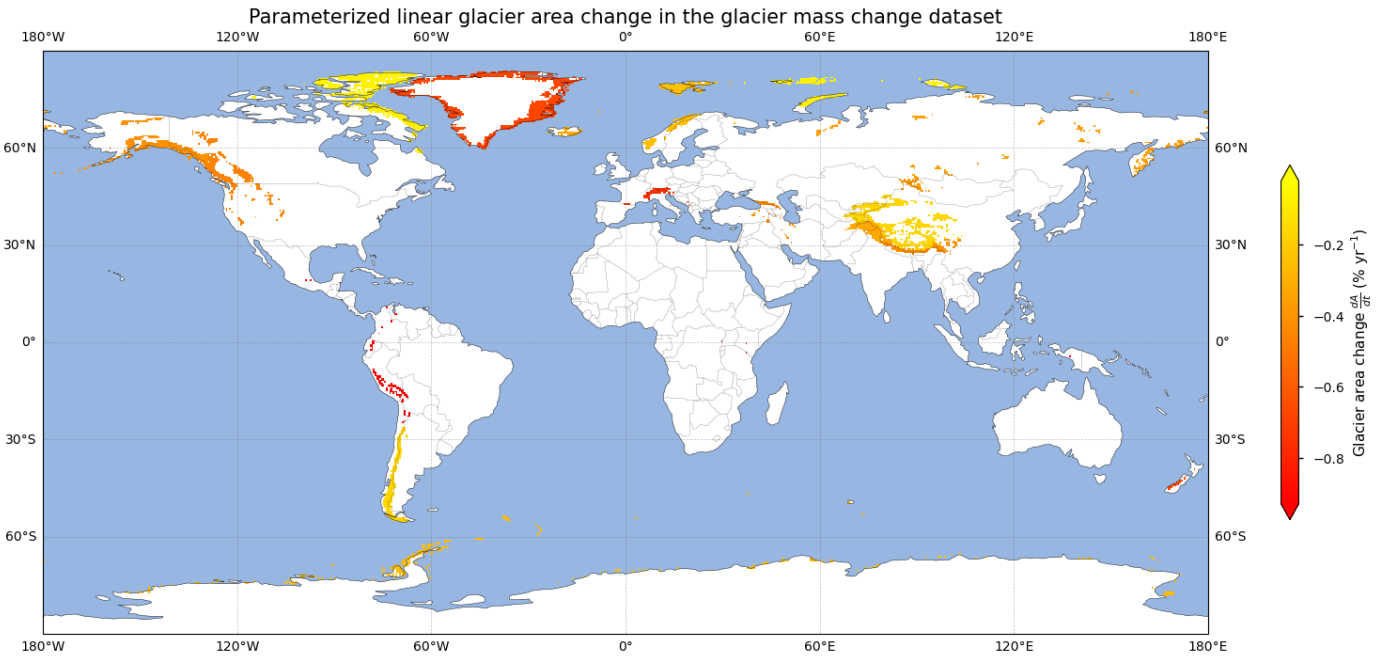 Parameterized linear glacier area change in the glacier mass change dataset
180°W 120°W 60°W 0° 60°E 120°E 180°E
60°N 60°N
30°N 30°N
0° 0°
30°S 30°S
60°S 60°S
180°W 120°W 60°W 0° 60°E 120°E 180°E
−0.2
−0.4
−0.6
−0.8
Glacier area change dA/dt (% yr⁻¹)